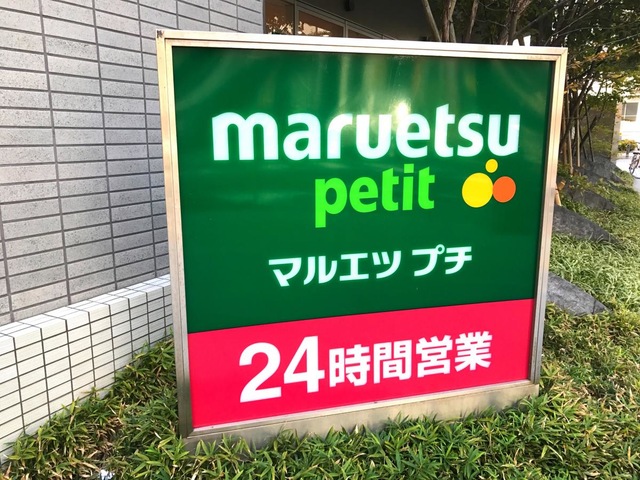 maruetsu
petit
マルエツ プチ
24時間営業